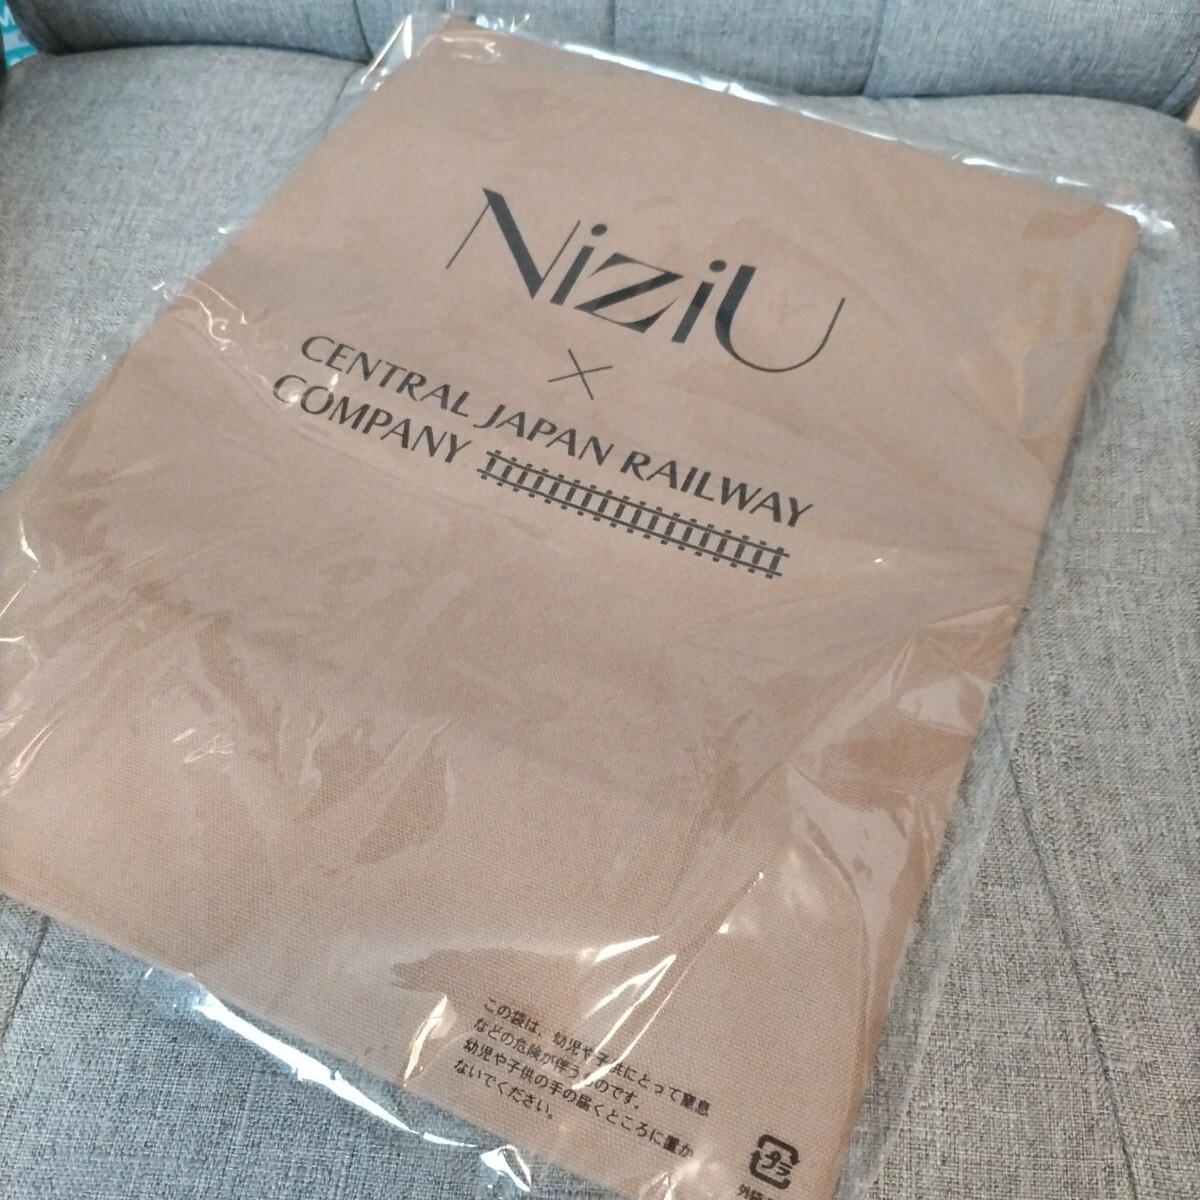 NiziU
×
CENTRAL JAPAN RAILWAY
COMPANY
この袋は、幼児や子供にとって窒息
などの危険が伴うものです。
幼児や子供の手の届くところに置か
ないでください。
プラ